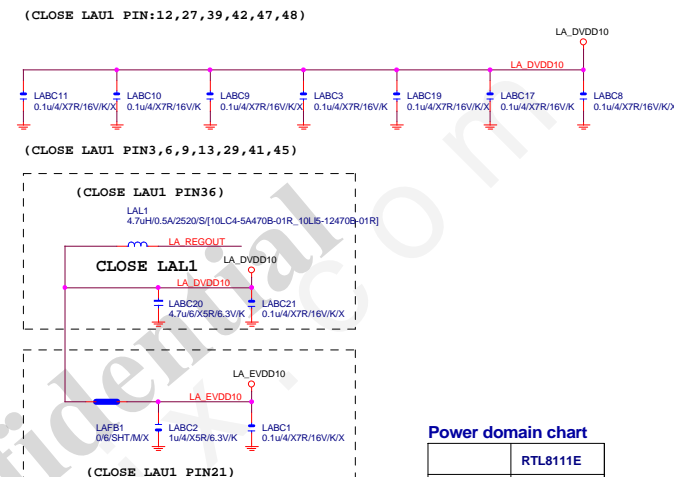 (CLOSE LAU1 PIN:12,27,39,42,47,48)
LA_DVDD10
LA_DVDD10
LABC11
0.1u/4/X7R/16V/K/X
LABC10
0.1u/4/X7R/16V/K
LABC9
0.1u/4/X7R/16V/K/X
LABC3
0.1u/4/X7R/16V/K
LABC19
0.1u/4/X7R/16V/K/X
LABC17
0.1u/4/X7R/16V/K
LABC8
0.1u/4/X7R/16V/K/X
(CLOSE LAU1 PIN3,6,9,13,29,41,45)
(CLOSE LAU1 PIN36)
LAL1
4.7uH/0.5A/2520/S/[10LC4-5A470B-01R_10LI5-12470B-01R]
LA_REGOUT
CLOSE LAL1
LA_DVDD10
LA_DVDD10
LABC20
4.7u/6/X5R/6.3V/K
LABC21
0.1u/4/X7R/16V/K/X
LA_EVDD10
LA_EVDD10
LAFB1
0/6/SHT/M/X
LABC2
1u/4/X5R/6.3V/K
LABC1
0.1u/4/X7R/16V/K/X
(CLOSE LAU1 PIN21)
Power domain chart
RTL8111E